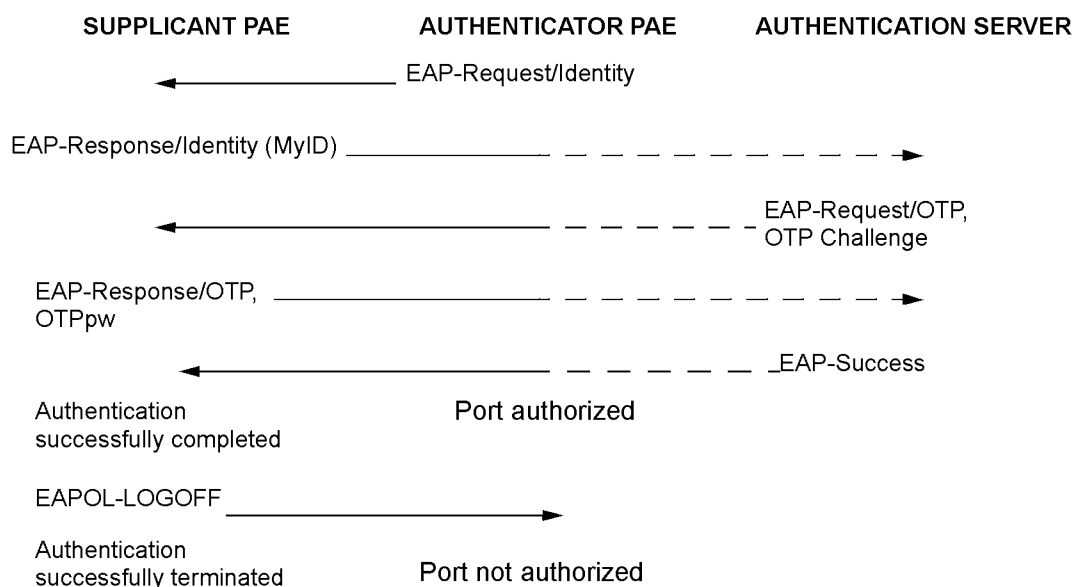 SUPPLICANT PAE AUTHENTICATOR PAE AUTHENTICATION SERVER
EAP-Request/Identity
EAP-Response/Identity (MyID)
EAP-Request/OTP,
OTP Challenge
EAP-Response/OTP,
OTPpw
EAP-Success
Authentication
successfully completed
Port authorized
EAPOL-LOGOFF
Authentication
successfully terminated
Port not authorized